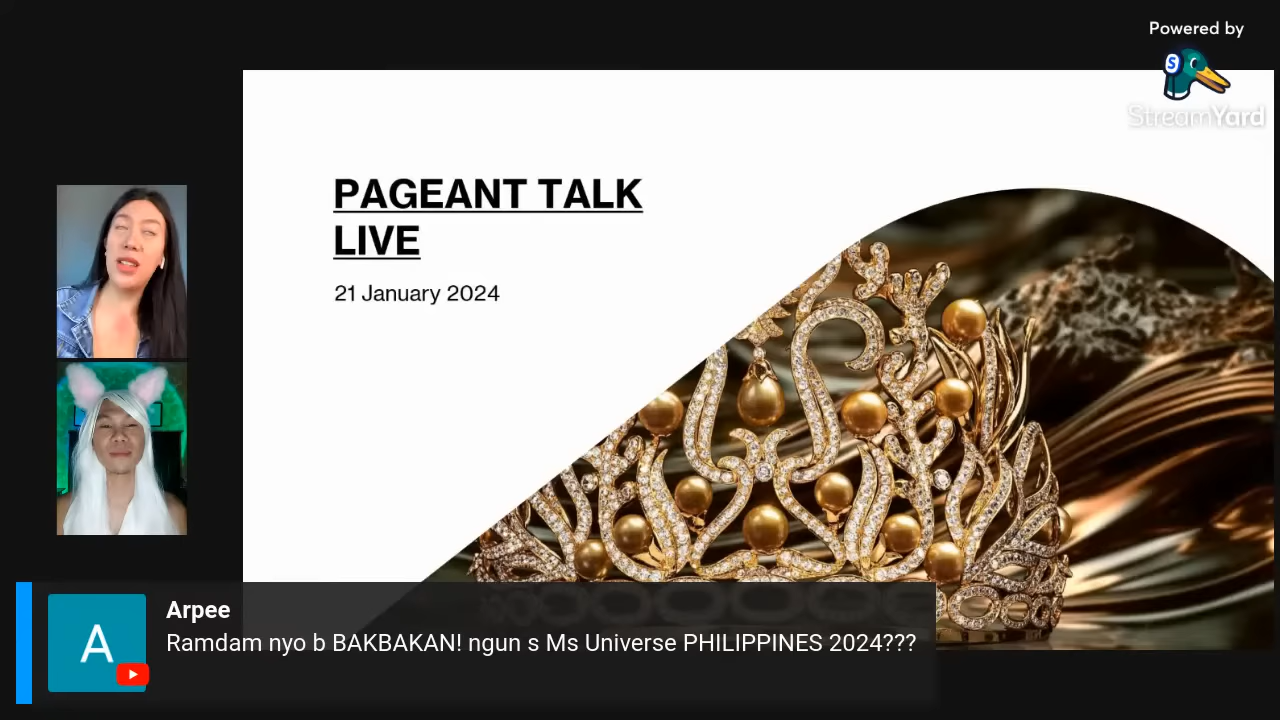 Powered by
S
StreamYard
PAGEANT TALK
LIVE
21 January 2024
A
Arpee
Ramdam nyo b BAKBAKAN! ngun s Ms Universe PHILIPPINES 2024???